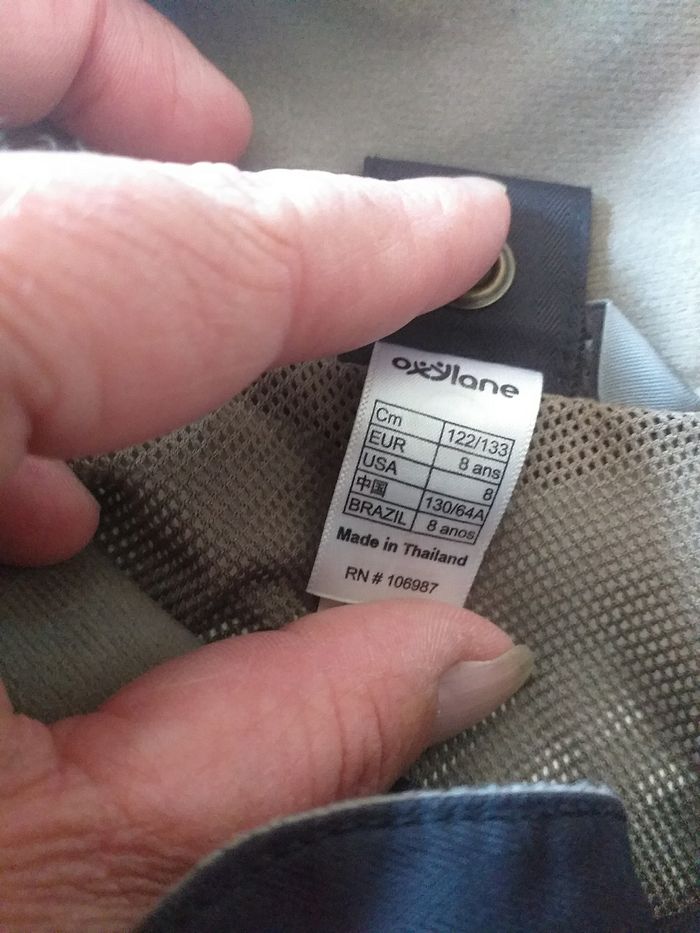 oxylane
Cm 122/133
EUR 8 ans
USA 8
中国 130/64A
BRAZIL 8 anos
Made in Thailand
RN # 106987